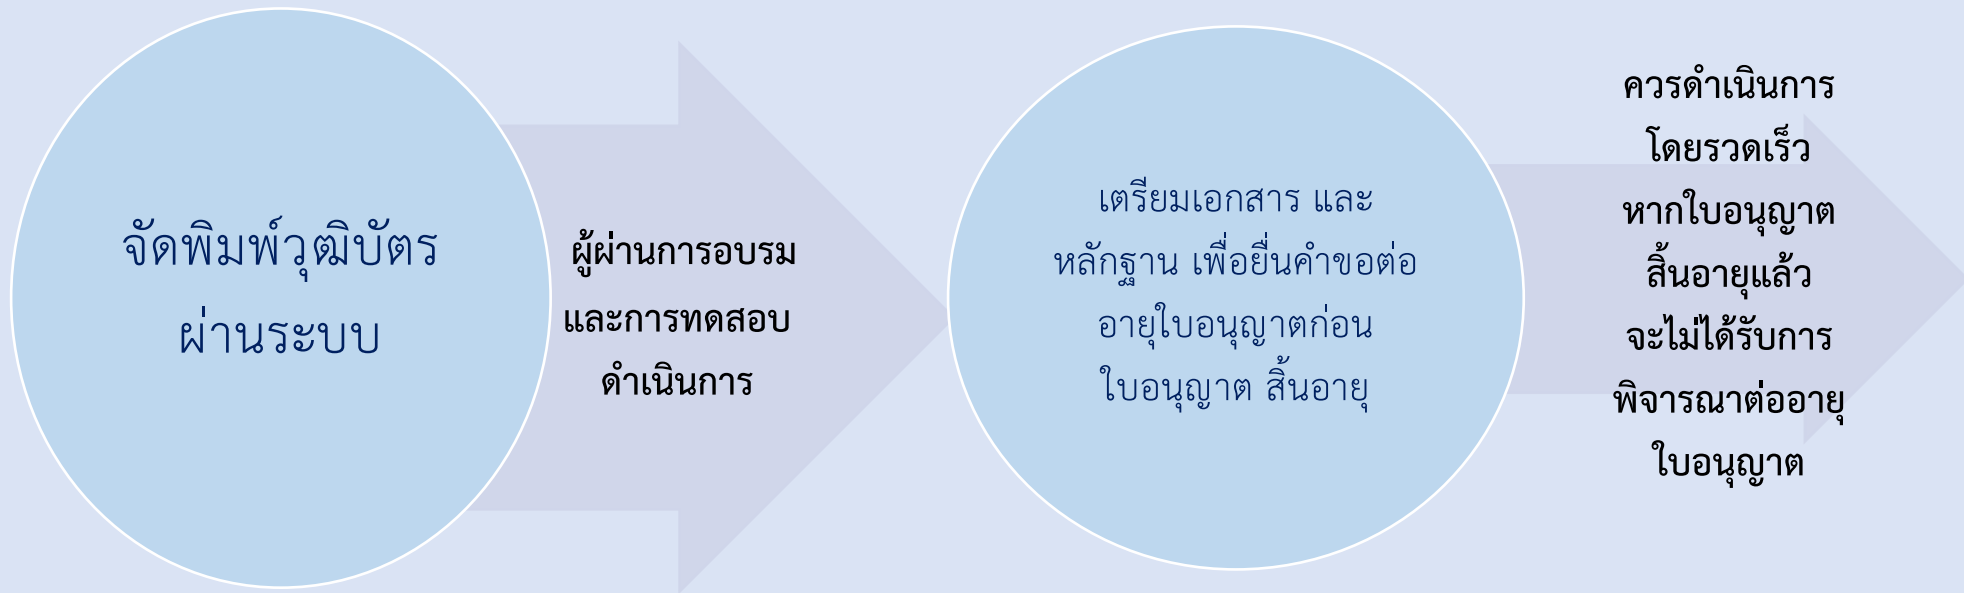 จัดพิมพ์วุฒิบัตร
ผ่านระบบ
ผู้ผ่านการอบรม
และการทดสอบ
ดำเนินการ
เตรียมเอกสาร และ
หลักฐาน เพื่อยื่นคำขอต่อ
อายุใบอนุญาตก่อน
ใบอนุญาต สิ้นอายุ
ควรดำเนินการ
โดยรวดเร็ว
หากใบอนุญาต
สิ้นอายุแล้ว
จะไม่ได้รับการ
พิจารณาต่ออายุ
ใบอนุญาต